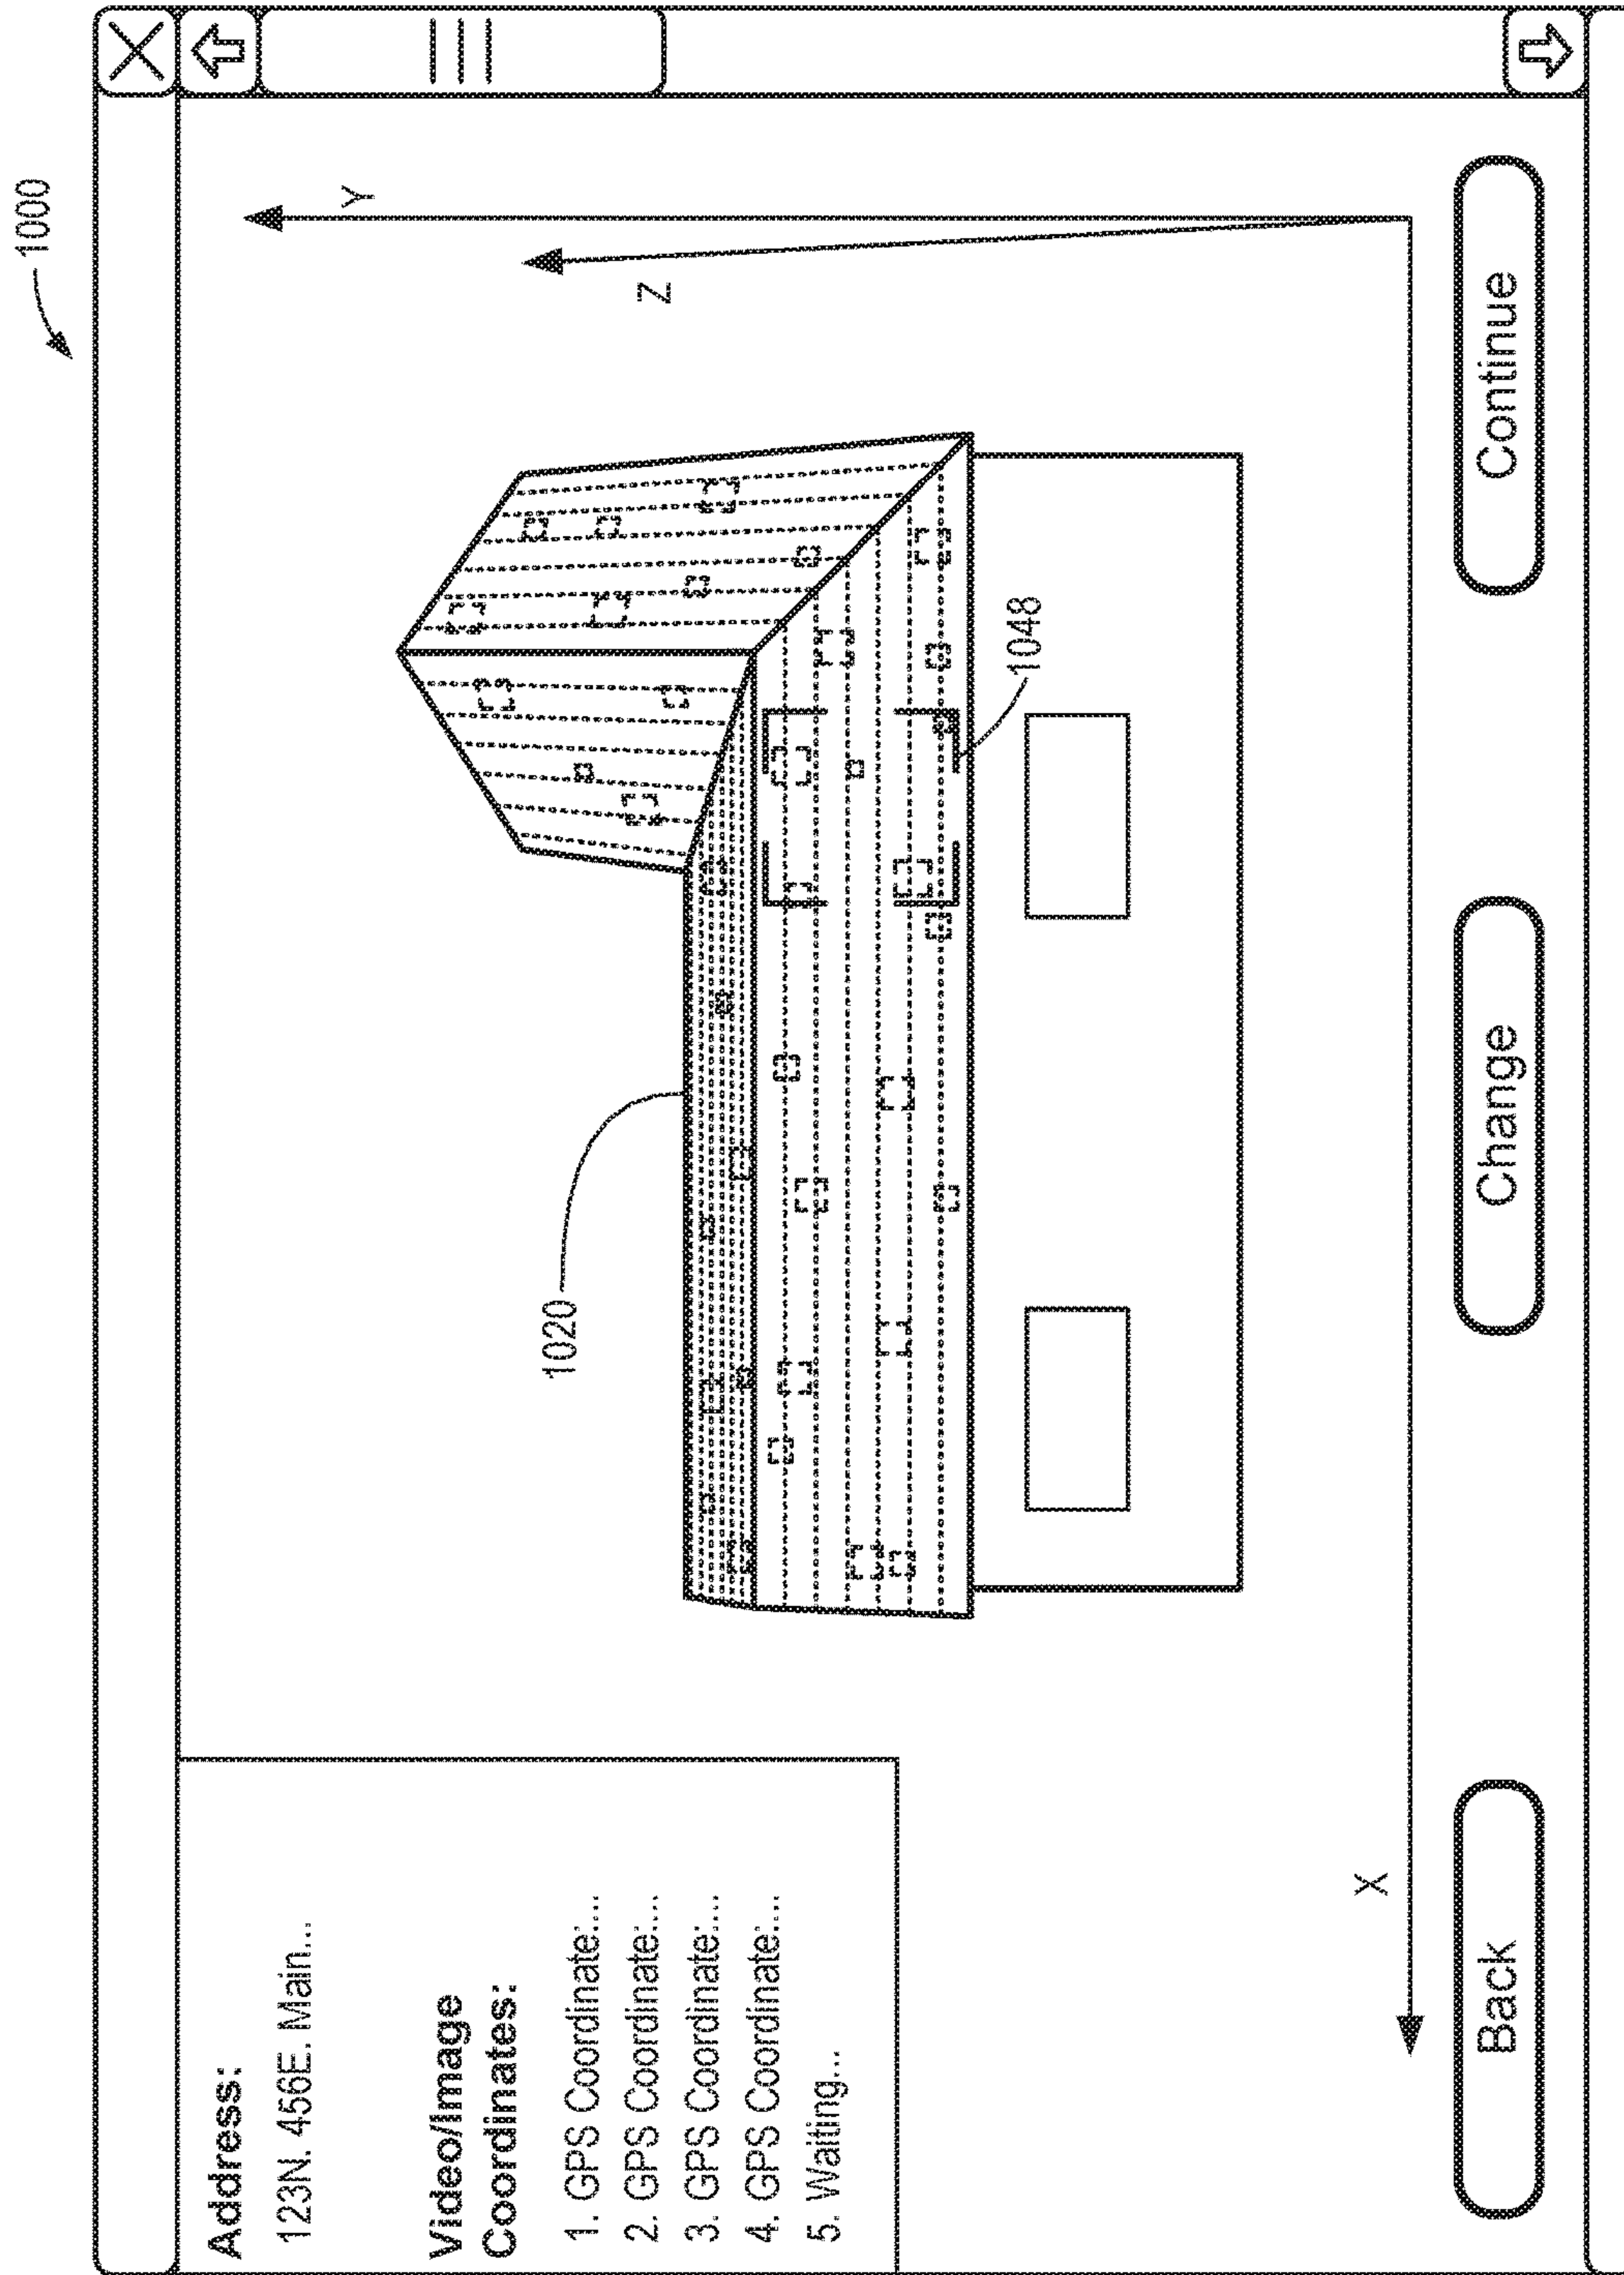 1000
Address:
123N. 456E. Main...
Video/Image
Coordinates:
1. GPS Coordinate:...
2. GPS Coordinate:...
3. GPS Coordinate:...
4. GPS Coordinate:...
5. Waiting...
1020
1048
Y
Z
X
Back
Change
Continue